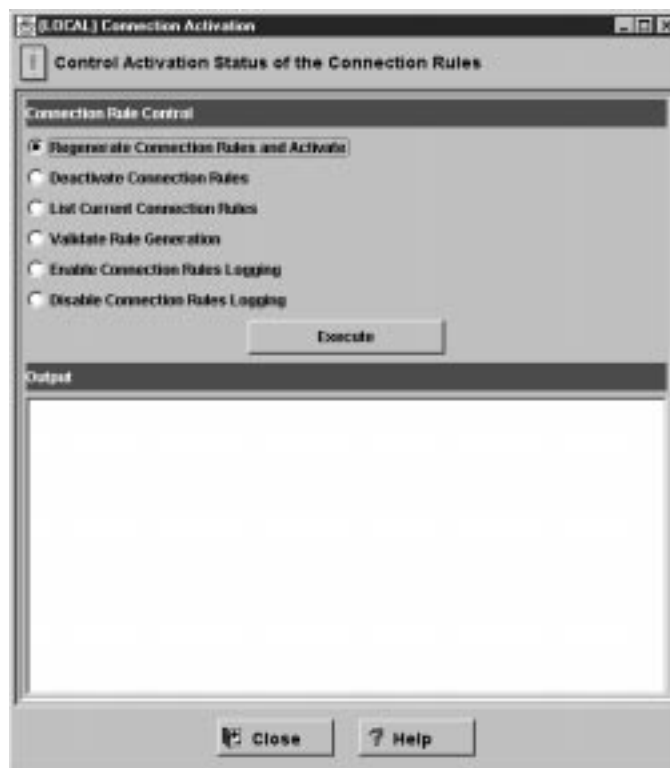 (LOCAL) Connection Activation
Control Activation Status of the Connection Rules
Connection Rule Control
Regenerate Connection Rules and Activate
Deactivate Connection Rules
List Current Connection Rules
Validate Rule Generation
Enable Connection Rules Logging
Disable Connection Rules Logging
Execute
Output
Close
? Help